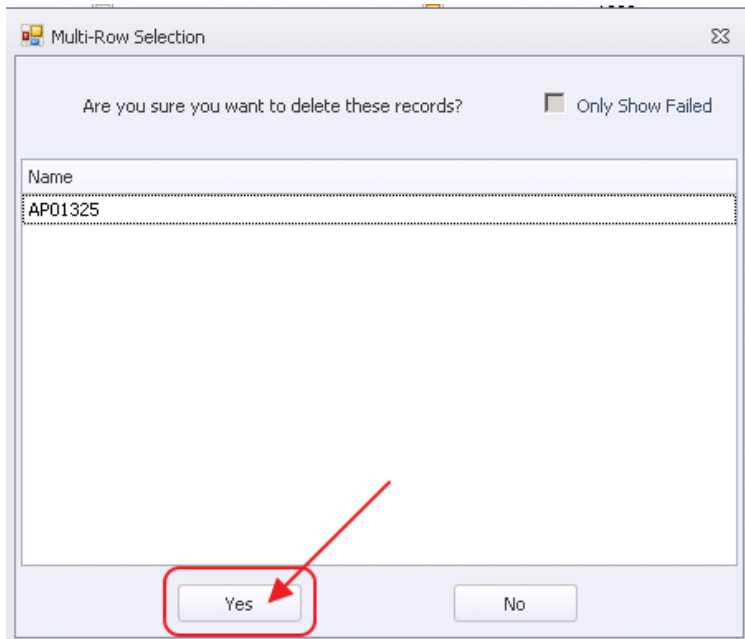 Multi-Row Selection
Are you sure you want to delete these records? Only Show Failed
Name
AP01325
Yes No